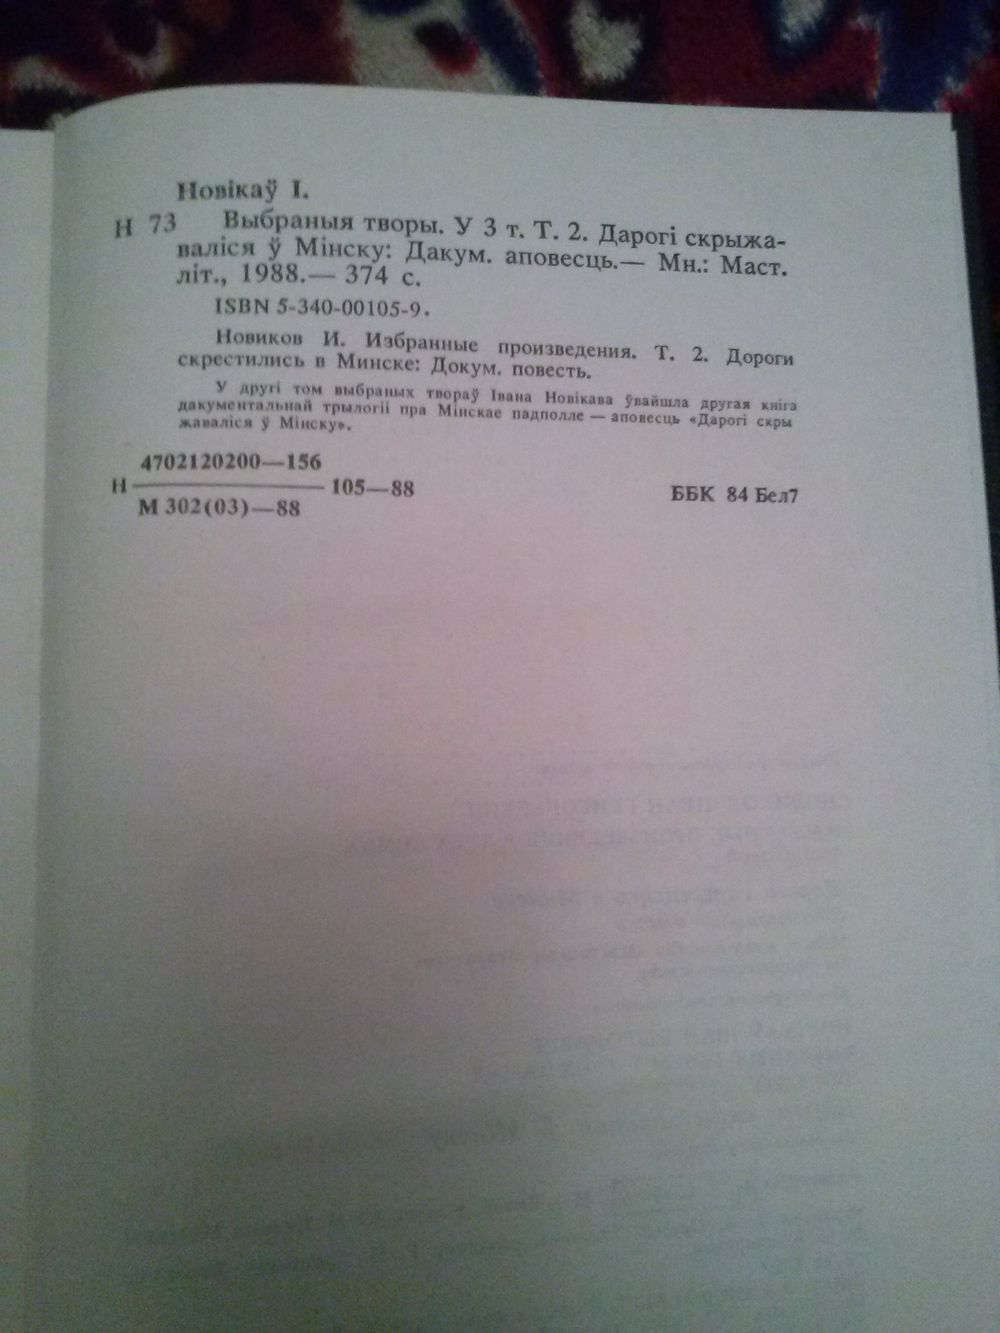 Новікаў І.
Н 73 Выбраныя творы. У 3 т. Т. 2. Дарогі скрыжа-
валіся ў Мінску: Дакум. аповесць.— Мн.: Маст.
літ., 1988.— 374 с.
ISBN 5-340-00105-9.
Новиков И. Избранные произведения. Т. 2. Дороги
скрестились в Минске: Докум. повесть.
У другі том выбраных твораў Івана Новікава ўвайшла другая кніга
дакументальнай трылогіі пра Мінскае падполле — аповесць «Дарогі скры
жаваліся ў Мінску».
4702120200—156
Н 105—88
М 302(03)—88
ББК 84 Бел7